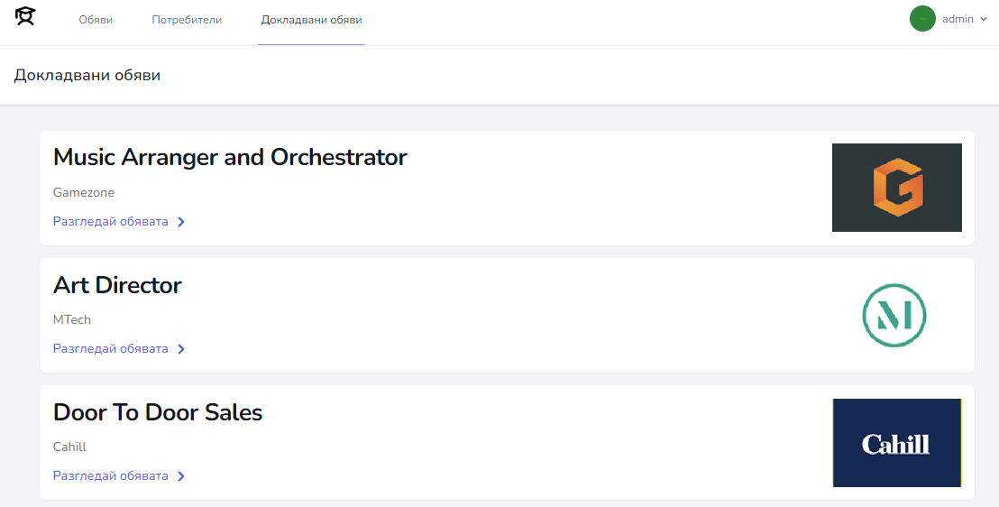 Обяви Потребители Докладвани обяви admin
Докладвани обяви
Music Arranger and Orchestrator
Gamezone
Разгледай обявата
G
Art Director
MTech
Разгледай обявата
M
Door To Door Sales
Cahill
Разгледай обявата
Cahill